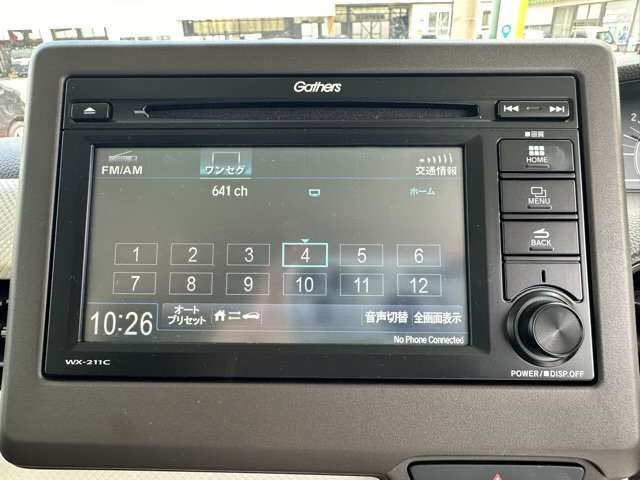 Gathers
FM/AM ワンセグ 交通情報
641 ch ホーム
■画質
HOME
MENU
BACK
1 2 3 4 5 6
7 8 9 10 11 12
10:26 オート プリセット 音声切替 全画面表示
No Phone Connected
WX-211C
POWER/■DISP.OFF
2